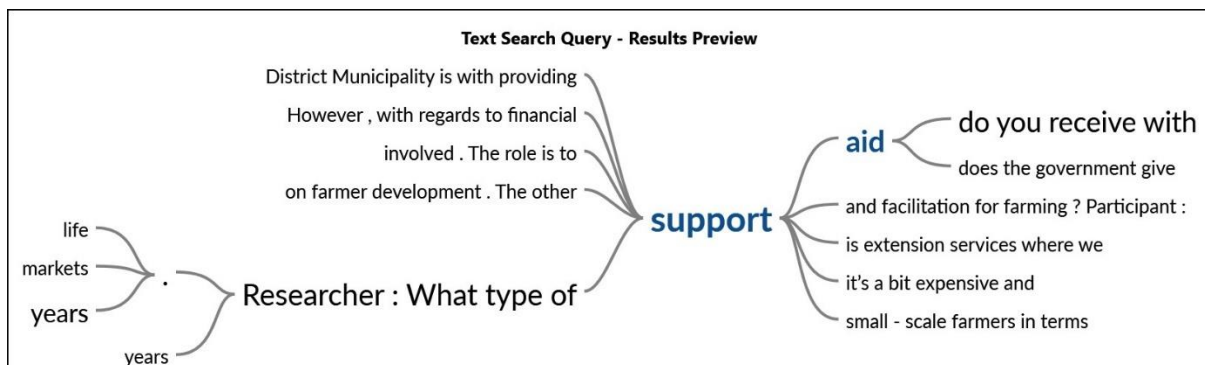 Text Search Query - Results Preview
District Municipality is with providing
However , with regards to financial
involved . The role is to
on farmer development . The other
life
markets
years
.
years
Researcher : What type of
support
aid
do you receive with
does the government give
and facilitation for farming ? Participant :
is extension services where we
it's a bit expensive and
small - scale farmers in terms